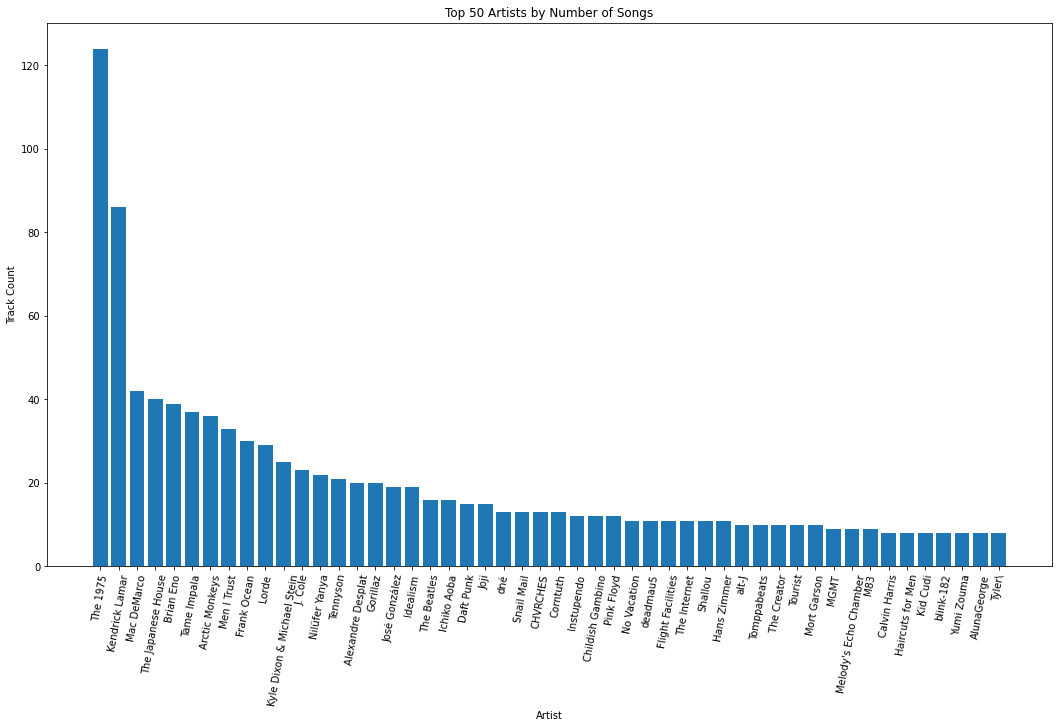 Top 50 Artists by Number of Songs
Track Count
120
100
80
60
40
20
0
The 1975
Kendrick Lamar
Mac DeMarco
The Japanese House
Brian Eno
Tame Impala
Arctic Monkeys
Men I Trust
Frank Ocean
Lorde
Kyle Dixon & Michael Stein
J. Cole
Nilüfer Yanya
Tennyson
Alexandre Desplat
Gorillaz
José González
Idealism
The Beatles
Ichiko Aoba
Daft Punk
Joji
dné
Snail Mail
CHVRCHES
Corntuth
Instupendo
Childish Gambino
Pink Floyd
No Vacation
deadmau5
Flight Facilities
The Internet
Shallou
Hans Zimmer
alt-J
Tomppabeats
The Creator
Tourist
Mort Garson
MGMT
Melody's Echo Chamber
M83
Calvin Harris
Haircuts for Men
Kid Cudi
blink-182
Yumi Zouma
AlunaGeorge
Tyler\
Artist